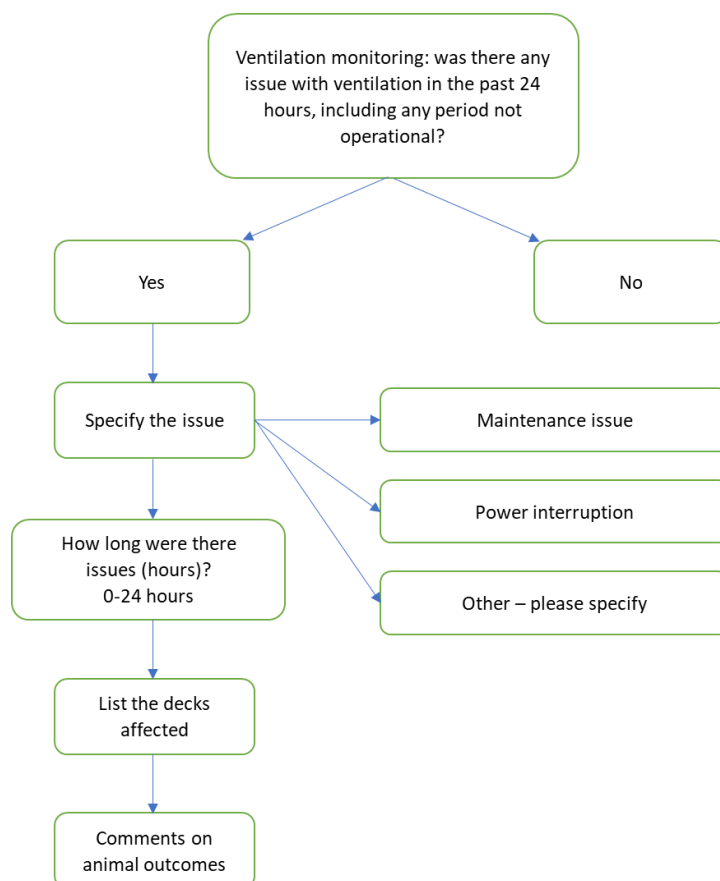 Ventilation monitoring: was there any
issue with ventilation in the past 24
hours, including any period not
operational?
Yes
No
Specify the issue
Maintenance issue
Power interruption
Other – please specify
How long were there
issues (hours)?
0-24 hours
List the decks
affected
Comments on
animal outcomes